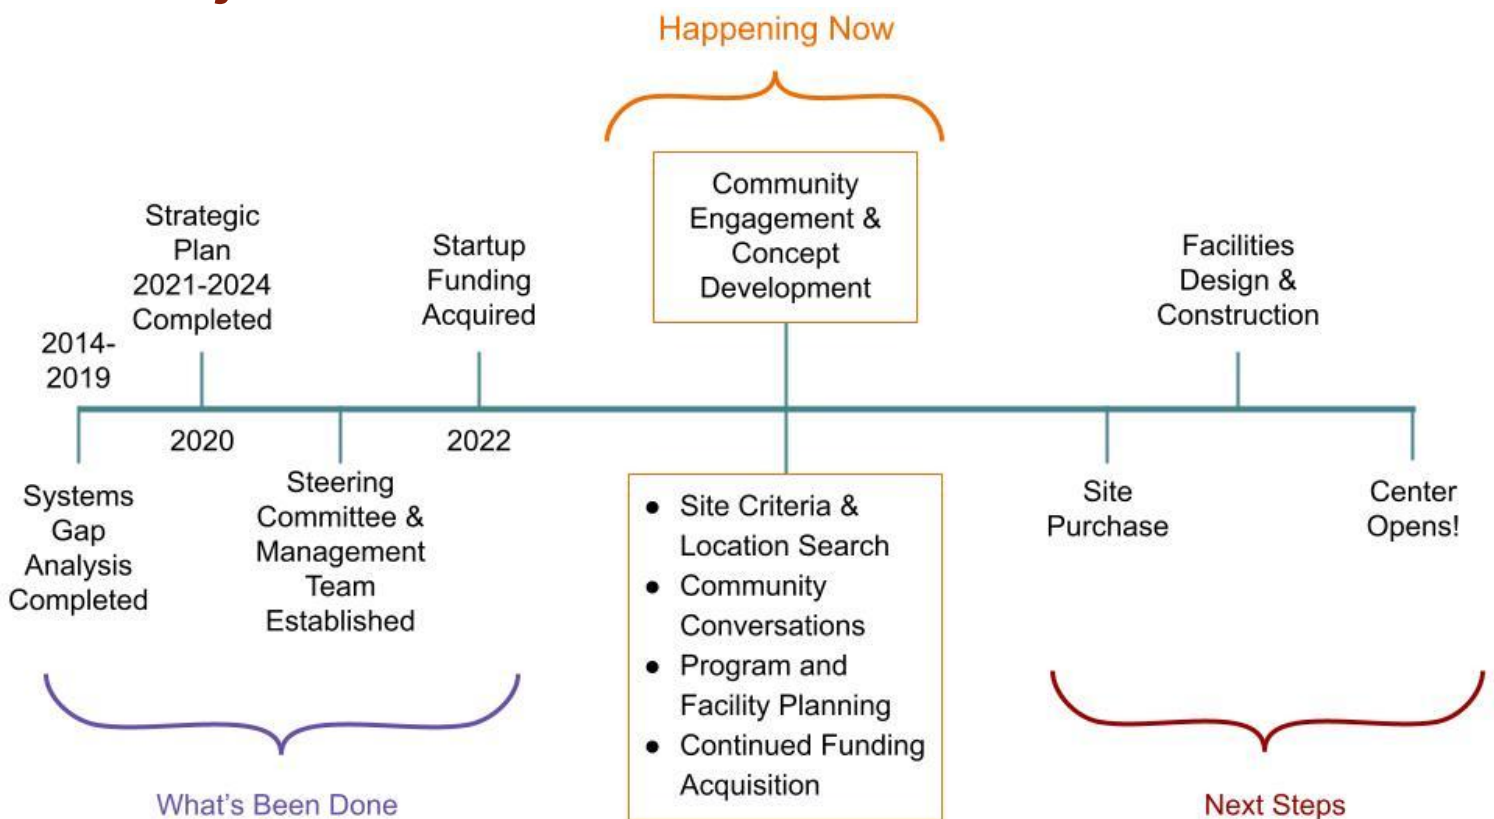 Happening Now
Community
Engagement &
Concept
Development
Strategic
Plan
2021-2024
Completed
Startup
Funding
Acquired
Facilities
Design &
Construction
2014-
2019
2020
2022
Systems
Gap
Analysis
Completed
Steering
Committee &
Management
Team
Established
● Site Criteria &
Location Search
● Community
Conversations
● Program and
Facility Planning
● Continued Funding
Acquisition
Site
Purchase
Center
Opens!
What's Been Done
Next Steps